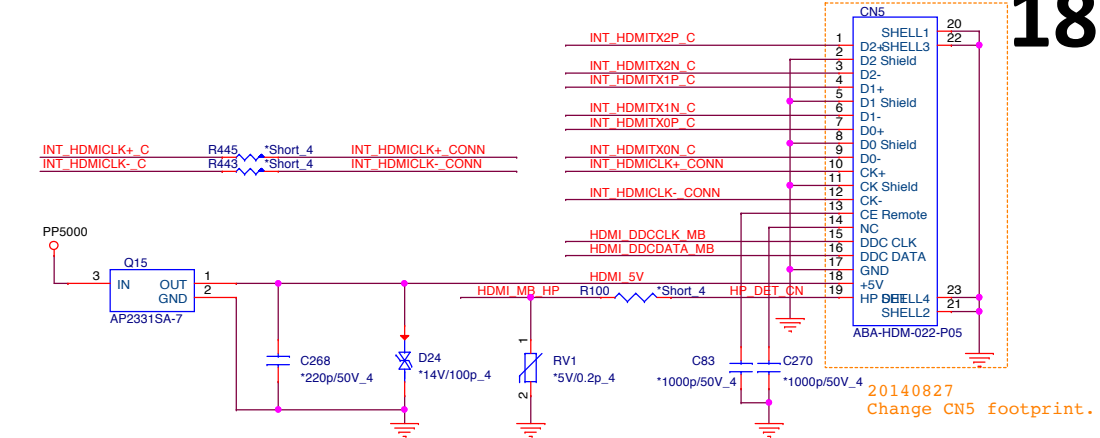 18
CN5
20
SHELL1
22
INT_HDMITX2P_C
1
D2+
SHELL3
2
D2 Shield
INT_HDMITX2N_C
3
D2-
INT_HDMITX1P_C
4
D1+
5
D1 Shield
INT_HDMITX1N_C
6
D1-
INT_HDMITX0P_C
7
D0+
8
D0 Shield
INT_HDMICLK+_C
R445
*Short_4
INT_HDMICLK+_CONN
INT_HDMITX0N_C
9
D0-
INT_HDMICLK-_C
R443
*Short_4
INT_HDMICLK-_CONN
INT_HDMICLK+_CONN
10
CK+
11
CK Shield
INT_HDMICLK-_CONN
12
CK-
13
CE Remote
14
NC
PP5000
HDMI_DDCCLK_MB
15
DDC CLK
HDMI_DDCDATA_MB
16
DDC DATA
17
GND
Q15
3
IN
OUT
1
HDMI_5V
18
+5V
GND
2
HDMI_MB_HP
R100
*Short_4
HP_DET_CN
19
HP DET
SHELL4
23
SHELL2
21
AP2331SA-7
ABA-HDM-022-P05
1
C268
*220p/50V_4
D24
*14V/100p_4
RV1
*5V/0.2p_4
2
C83
*1000p/50V_4
C270
*1000p/50V_4
20140827
Change CN5 footprint.